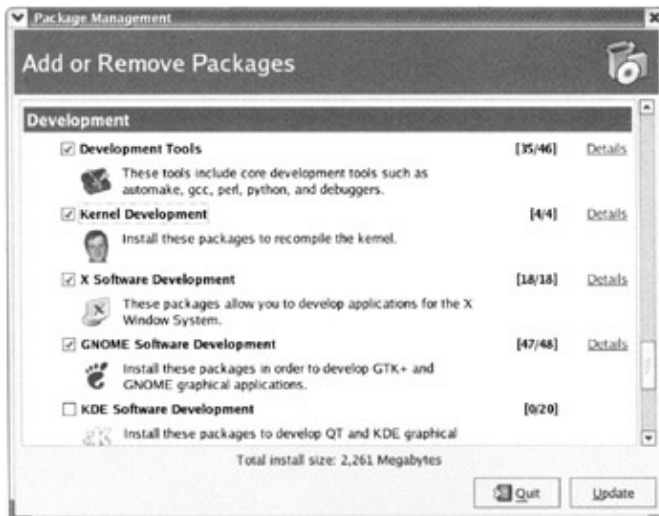 Package Management
Add or Remove Packages
Development
Development Tools [35/46] Details
These tools include core development tools such as
automake, gcc, perl, python, and debuggers.
Kernel Development [4/4] Details
Install these packages to recompile the kernel.
X Software Development [18/18] Details
These packages allow you to develop applications for the X
Window System.
GNOME Software Development [47/48] Details
Install these packages in order to develop GTK+ and
GNOME graphical applications.
KDE Software Development [0/20]
Install these packages to develop QT and KDE graphical
Total install size: 2,261 Megabytes
Quit Update